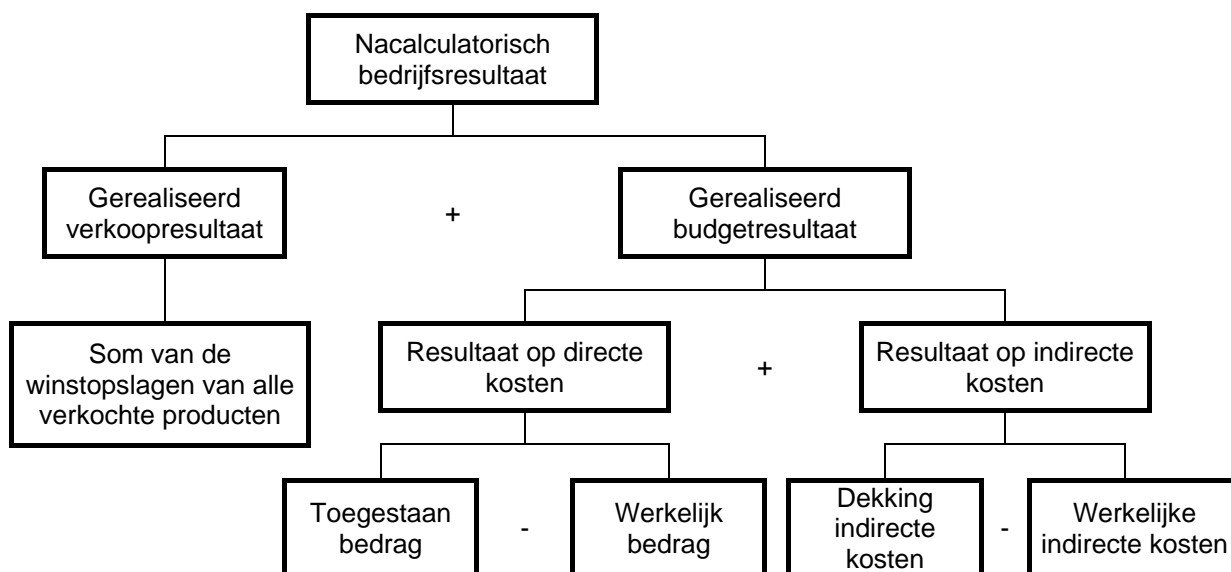 Nacalculatorisch
bedrijfsresultaat
Gerealiseerd
verkoopresultaat
+
Gerealiseerd
budgetresultaat
Som van de
winstopslagen van alle
verkochte producten
Resultaat op directe
kosten
+
Resultaat op indirecte
kosten
Toegestaan
bedrag
-
Werkelijk
bedrag
Dekking
indirecte
kosten
-
Werkelijke
indirecte kosten